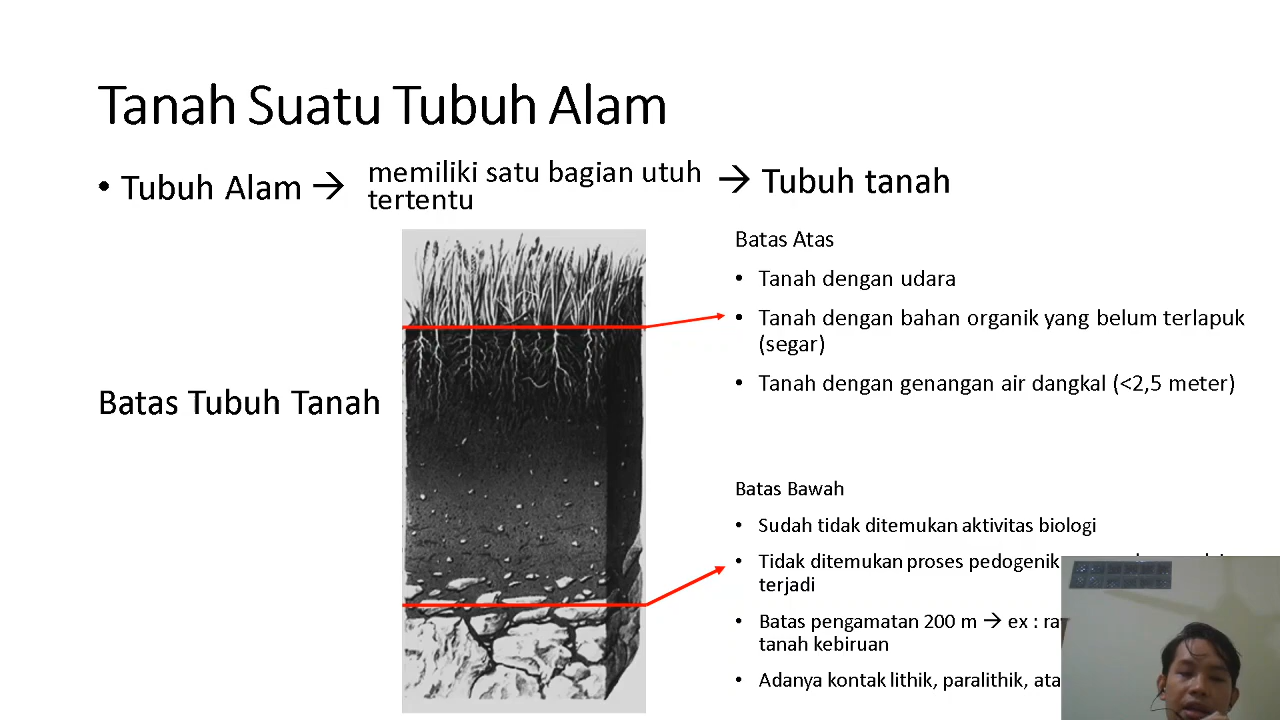 Tanah Suatu Tubuh Alam
• Tubuh Alam → memiliki satu bagian utuh → Tubuh tanah
tertentu
Batas Tubuh Tanah
Batas Atas
• Tanah dengan udara
• Tanah dengan bahan organik yang belum terlapuk
(segar)
• Tanah dengan genangan air dangkal (<2,5 meter)
Batas Bawah
• Sudah tidak ditemukan aktivitas biologi
• Tidak ditemukan proses pedogenik
terjadi
• Batas pengamatan 200 m → ex :
tanah kebiruan
• Adanya kontak lithik, paralithik,